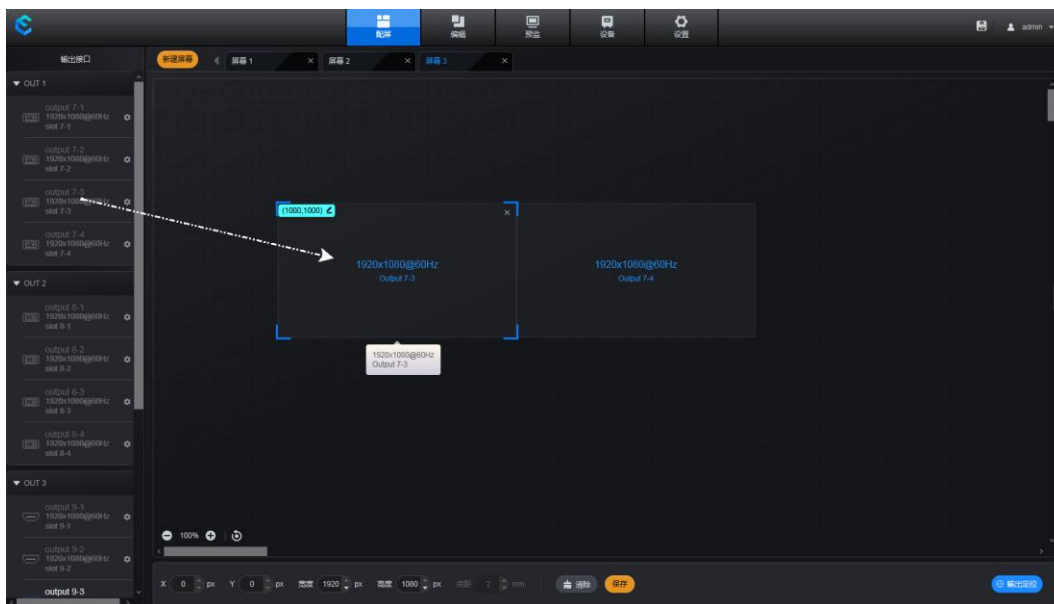 配屏
编辑
预监
设备
设置
admin
输出接口
新建屏幕
屏幕 1 ×
屏幕 2 ×
屏幕 3 ×
OUT 1
output 7-1
1920x1080@60Hz
slot 7-1
output 7-2
1920x1080@60Hz
slot 7-2
output 7-3
1920x1080@60Hz
slot 7-3
output 7-4
1920x1080@60Hz
slot 7-4
OUT 2
output 8-1
1920x1080@60Hz
slot 8-1
output 8-2
1920x1080@60Hz
slot 8-2
output 8-3
1920x1080@60Hz
slot 8-3
output 8-4
1920x1080@60Hz
slot 8-4
OUT 3
output 9-1
1920x1080@60Hz
slot 9-1
output 9-2
1920x1080@60Hz
slot 9-2
output 9-3
(1000,1000)
×
1920x1080@60Hz
Output 7-3
1920x1080@60Hz
Output 7-4
1920x1080@60Hz
Output 7-3
100%
X 0 px Y 0 px 宽度 1920 px 高度 1080 px 点距 2 mm 清除 保存
输出定位